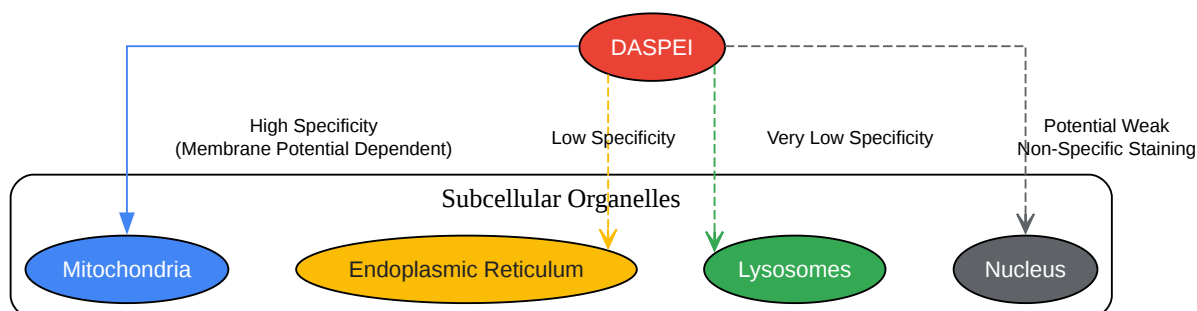 DASPEI
High Specificity
(Membrane Potential Dependent)
Low Specificity
Very Low Specificity
Potential Weak
Non-Specific Staining
Subcellular Organelles
Mitochondria
Endoplasmic Reticulum
Lysosomes
Nucleus